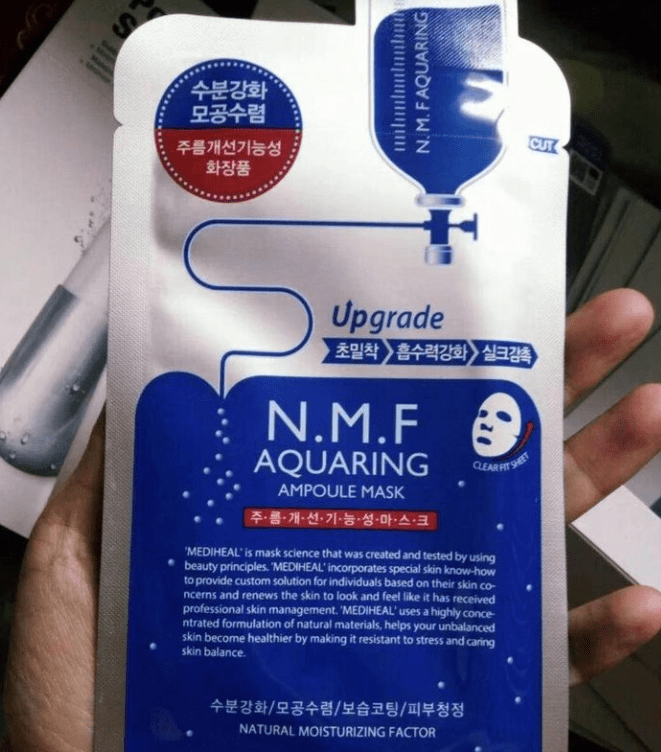 수분강화
모공수렴
주름개선기능성
화장품
N.M.F AQUARING
CUT
Upgrade
초밀착 흡수력강화 실크감촉
N.M.F
AQUARING
AMPOULE MASK
CLEAR FIT SHEET
주·름·개·선·기·능·성·마·스·크
'MEDIHEAL' is mask science that was created and tested by using
beauty principles. 'MEDIHEAL' incorporates special skin know-how
to provide custom solution for individuals based on their skin co-
ncerns and renews the skin to look and feel like it has received
professional skin management. 'MEDIHEAL' uses a highly conce-
ntrated formulation of natural materials, helps your unbalanced
skin become healthier by making it resistant to stress and caring
skin balance.
수분강화/모공수렴/보습코팅/피부청정
NATURAL MOISTURIZING FACTOR